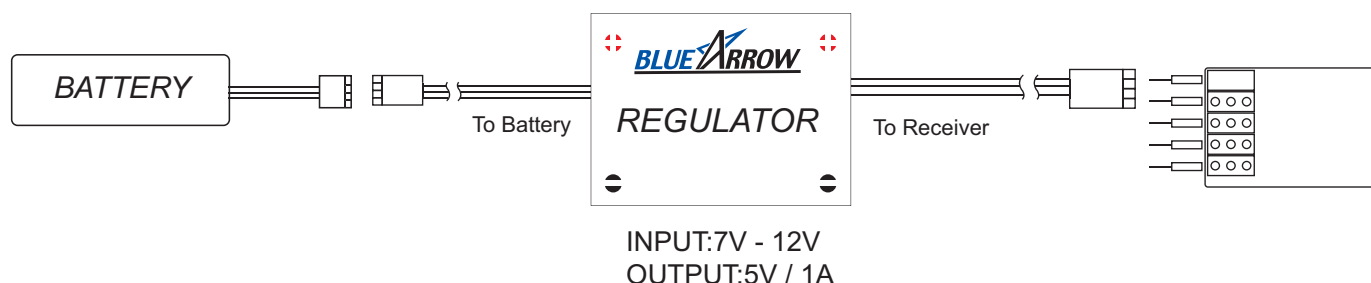 BATTERY
To Battery
BLUE ARROW
REGULATOR
To Receiver
INPUT:7V - 12V
OUTPUT:5V / 1A